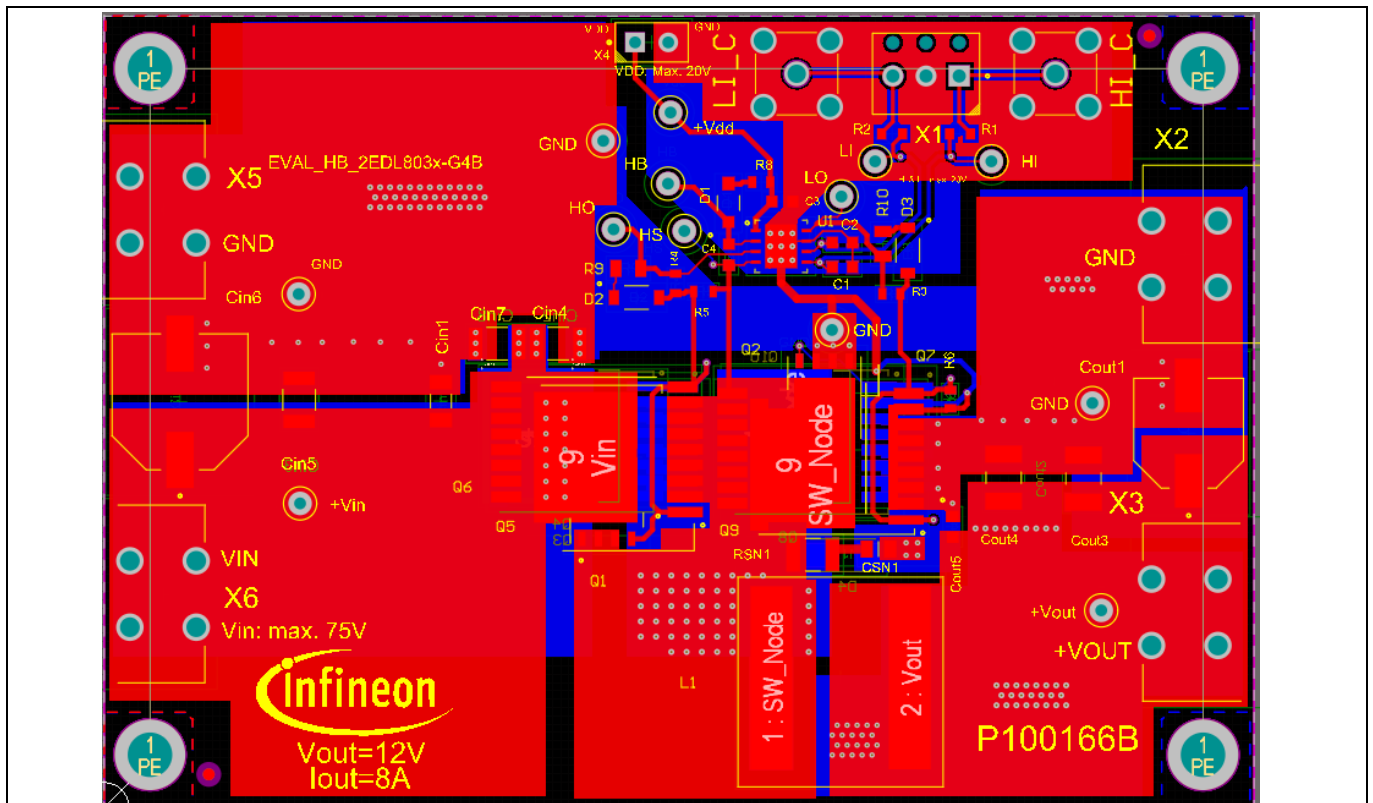 VDD
GND
X4
VDD: Max. 20V
LI_C
HI_C
1
PE
1
PE
R2
X1
R1
X2
+Vdd
GND
LI
HI
EVAL_HB_2EDL803x-G4B
HB
R8
X5
D1
LO
C3
HO
HS
U1
R10
D3
C2
GND
C4
GND
GND
R9
R4
Cin6
D2
C1
R5
Cin7
Cin4
GND
Cin1
Q2
Q7
R6
Cout1
GND
9
Vin
9
SW_Node
Cin5
Q6
+Vin
X3
Q5
Q9
Cout4
Cout3
VIN
RSN1
CSN1
Cout5
Q1
D4
X6
+Vout
Vin: max. 75V
+VOUT
infineon
L1
1 : SW_Node
2 : Vout
P100166B
Vout=12V
Iout=8A
1
PE
1
PE